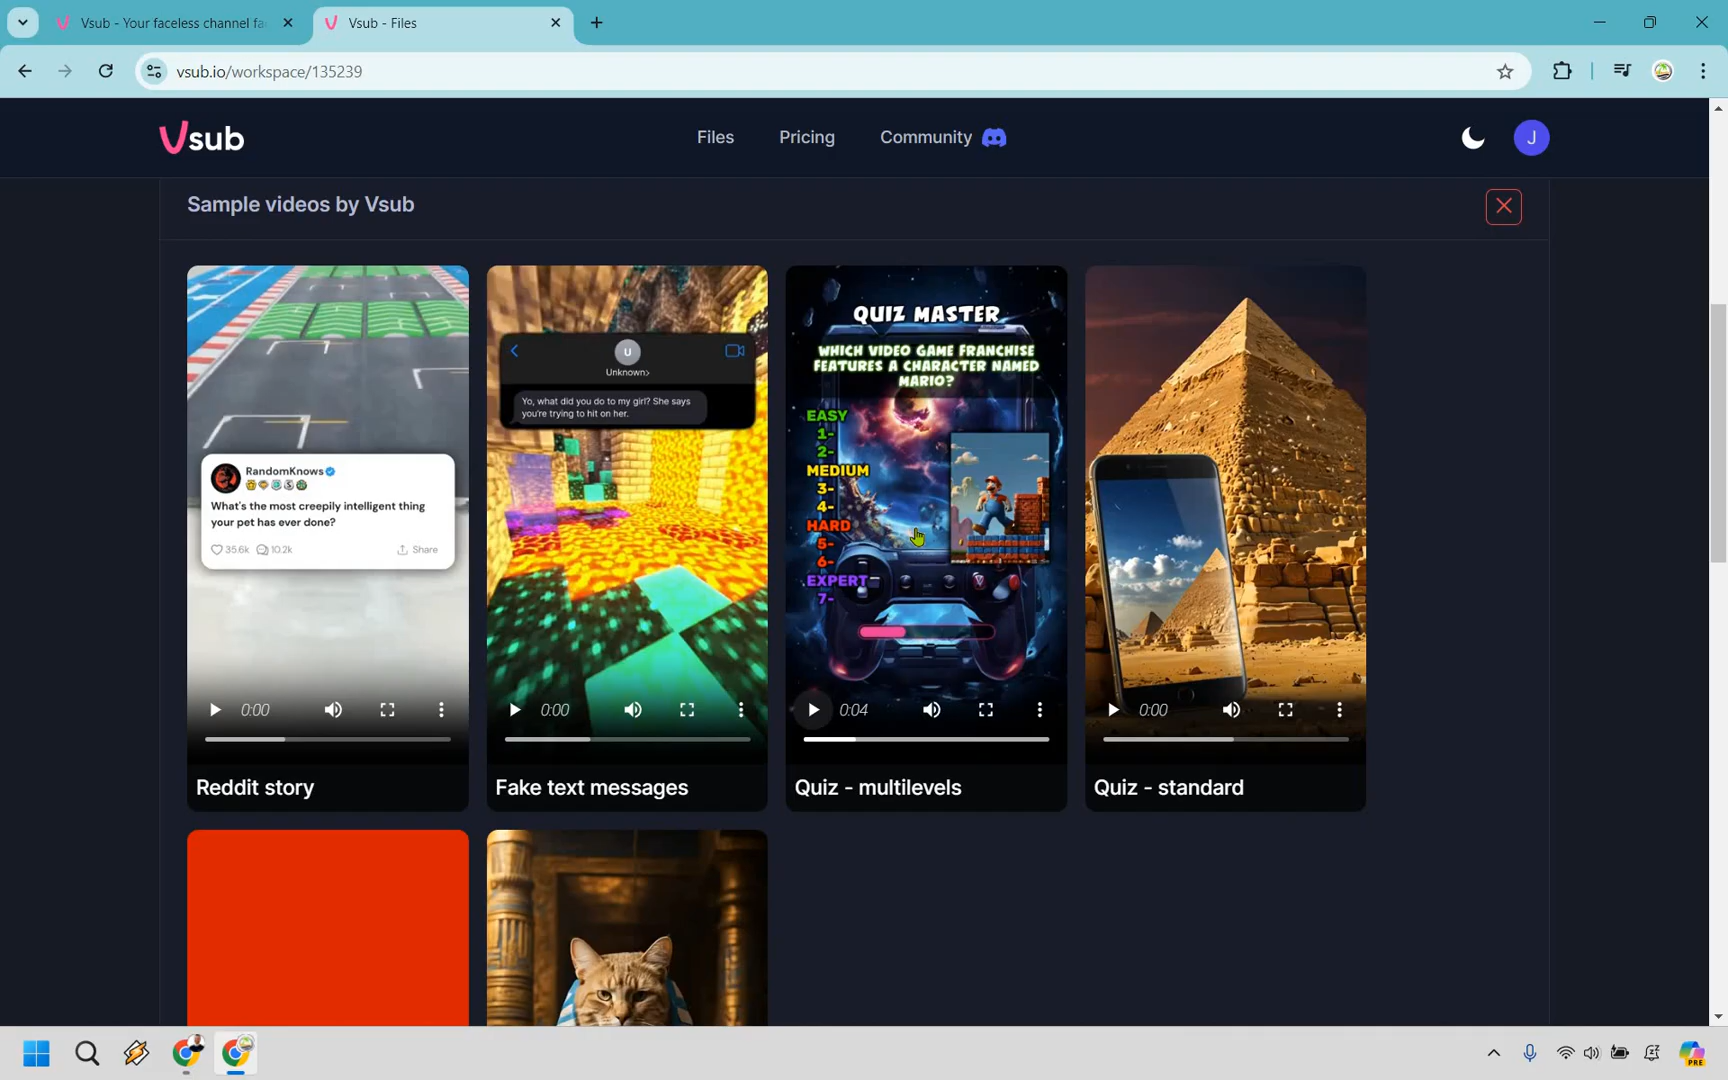 Vsub - Your faceless channel fa
Vsub - Files
vsub.io/workspace/135239
Vsub
Files
Pricing
Community
J
Sample videos by Vsub
RandomKnows
What's the most creepily intelligent thing
your pet has ever done?
35.6k
10.2k
Share
0:00
Reddit story
U
Unknown>
Yo, what did you do to my girl? She says
you're trying to hit on her.
0:00
Fake text messages
QUIZ MASTER
WHICH VIDEO GAME FRANCHISE
FEATURES A CHARACTER NAMED
MARIO?
EASY
1-
2-
MEDIUM
3-
4-
HARD
5-
6-
EXPERT
7-
0:04
Quiz - multilevels
0:00
Quiz - standard
PRE